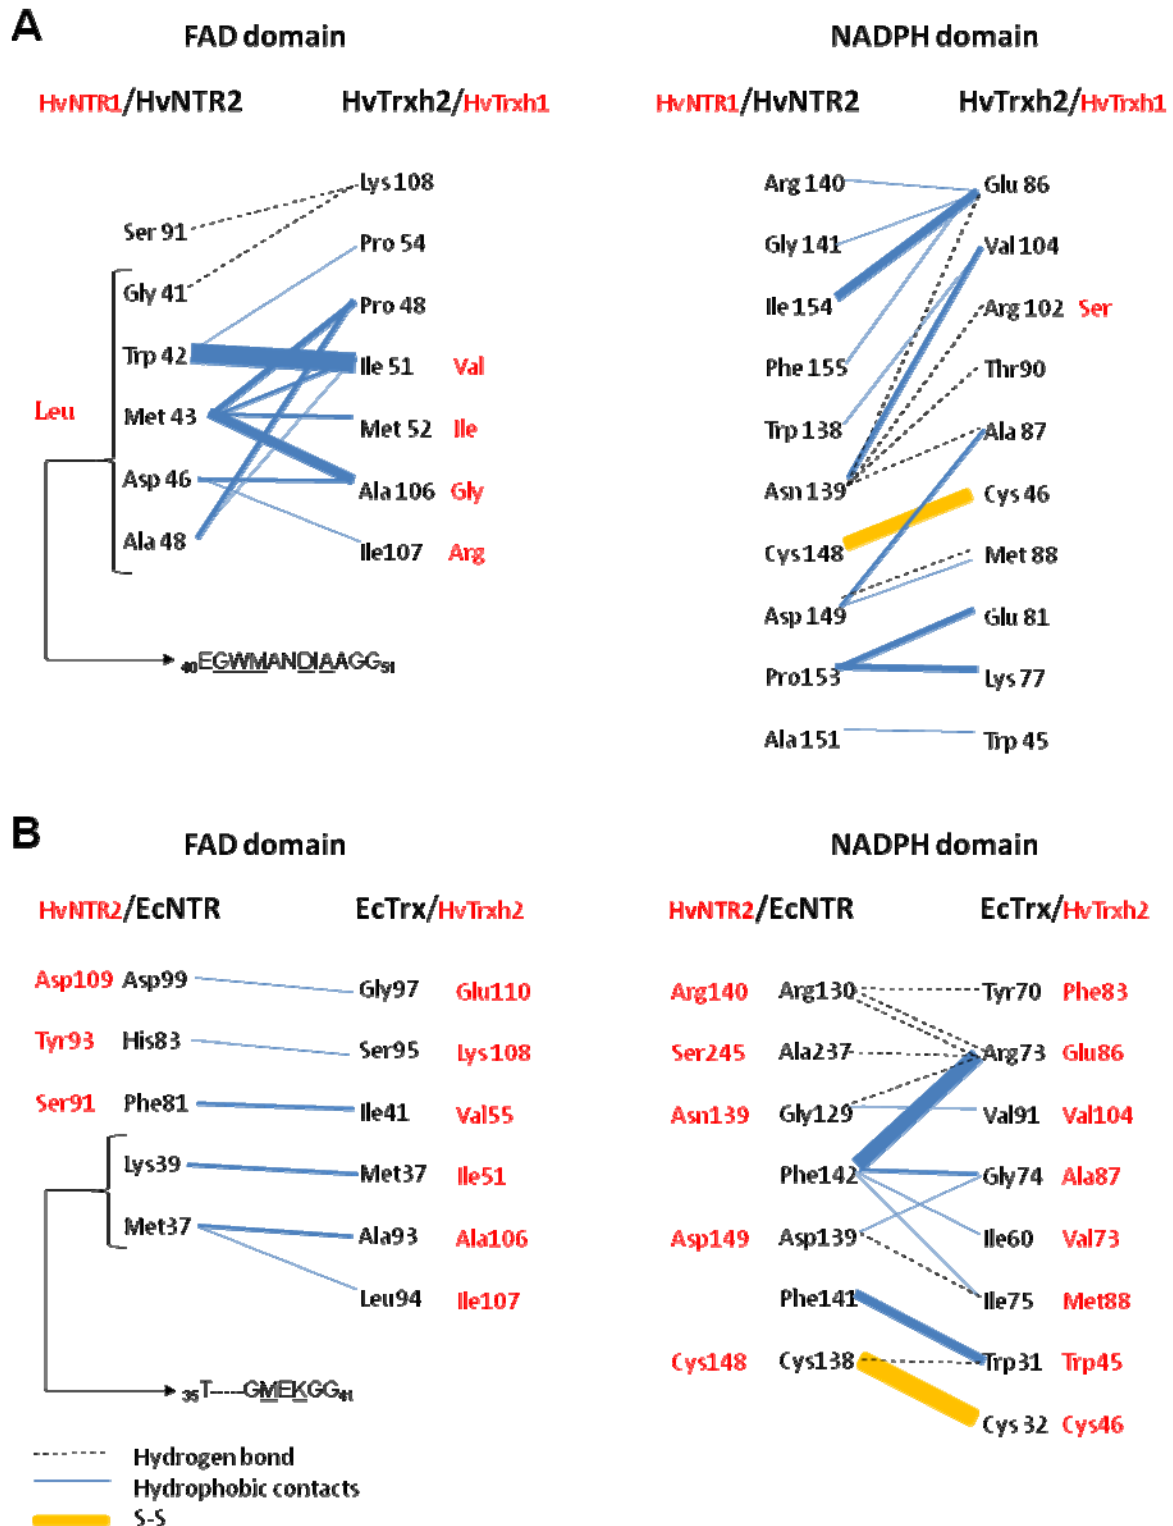 A
FAD domain
NADPH domain
HvNTR1/HvNTR2
HvTrxh2/HvTrxh1
HvNTR1/HvNTR2
HvTrxh2/HvTrxh1
Lys 108
Ser 91
Pro 54
Gly 41
Pro 48
Trp 42
Ile 51 Val
Leu
Met 43
Met 52 Ile
Asp 46
Ala 106 Gly
Ala 48
Ile107 Arg
40EGWMANDIAAGG51
Arg 140
Glu 86
Gly 141
Val 104
Ile 154
Arg 102 Ser
Phe 155
Thr90
Trp 138
Ala 87
Asn 139
Cys 46
Cys148
Met 88
Asp 149
Glu 81
Pro153
Lys 77
Ala 151
Trp 45
B
FAD domain
NADPH domain
HvNTR2/EcNTR
EcTrx/HvTrxh2
HvNTR2/EcNTR
EcTrx/HvTrxh2
Asp109 Asp99
Gly97 Glu110
Tyr93 His83
Ser95 Lys108
Ser91 Phe81
Ile41 Val55
Lys39
Met37 Ile51
Met37
Ala93 Ala106
Leu94 Ile107
35T-----GMEKGG41
Arg140 Arg130
Tyr70 Phe83
Ser245 Ala237
Arg73 Glu86
Asn139 Gly129
Val91 Val104
Phe142
Gly74 Ala87
Asp149 Asp139
Ile60 Val73
Phe141
Ile75 Met88
Cys148 Cys138
Trp31 Trp45
Cys 32 Cys46
Hydrogen bond
Hydrophobic contacts
S-S